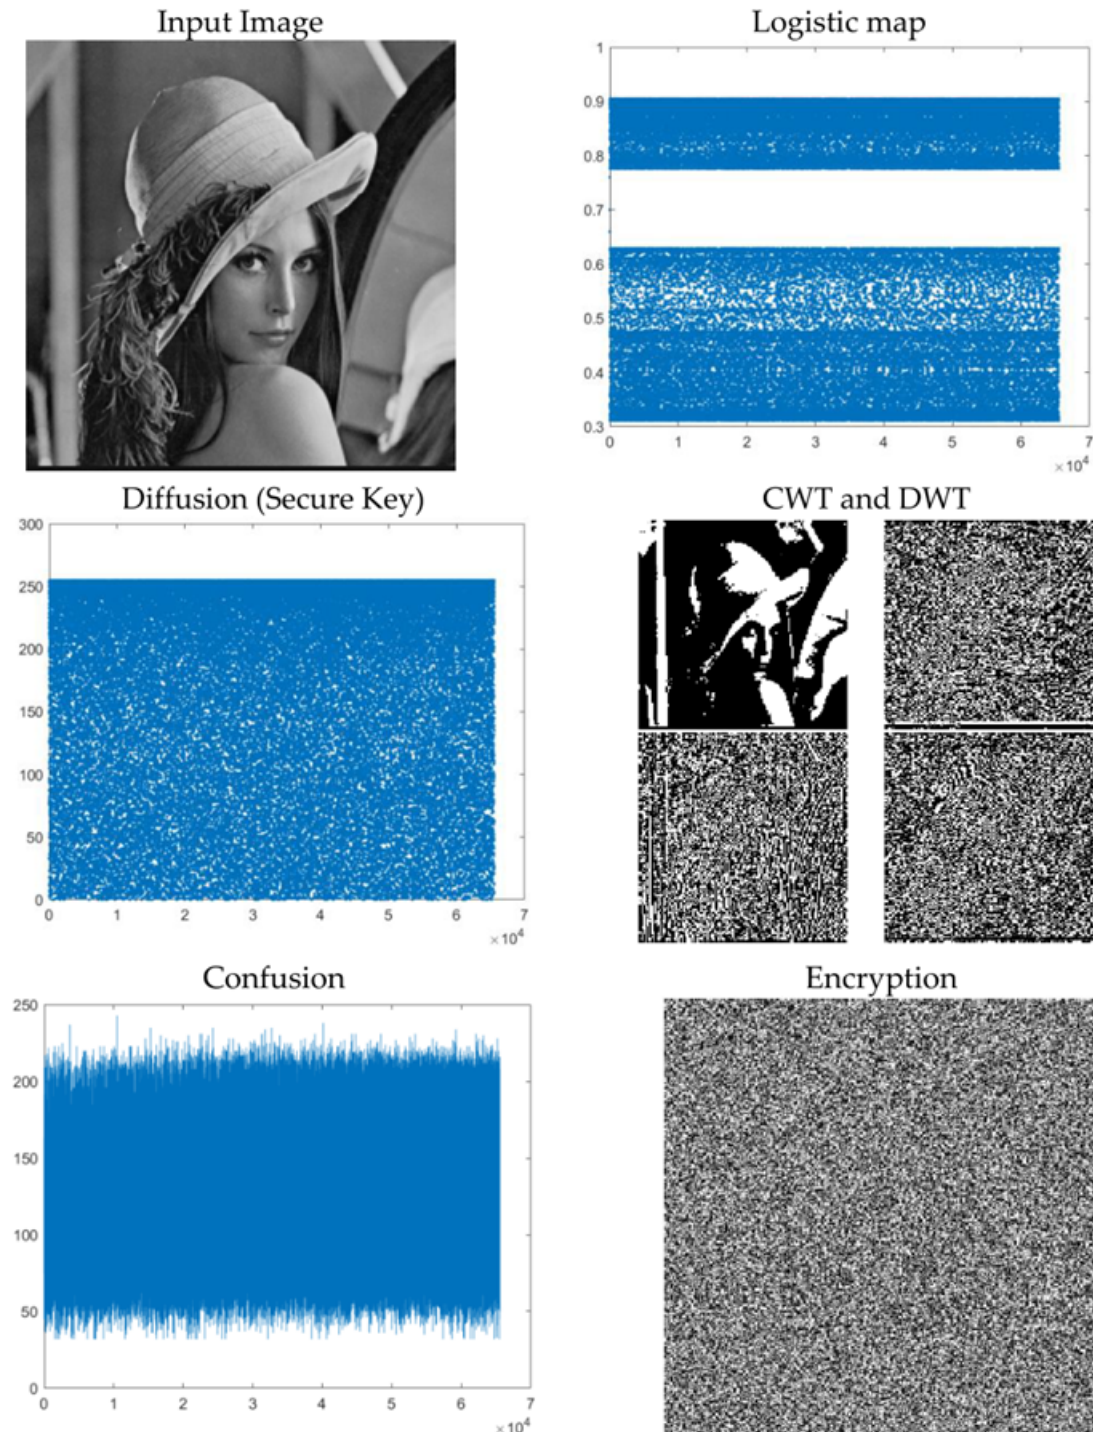 Input Image
Logistic map
1
0.9
0.8
0.7
0.6
0.5
0.4
0.3
0 1 2 3 4 5 6 70
×10⁴
Diffusion (Secure Key)
300
250
200
150
100
50
0
0 1 2 3 4 5 6 7
×10⁴
CWT and DWT
Confusion
250
200
150
100
50
0
0 1 2 3 4 5 6 7
×10⁴
Encryption